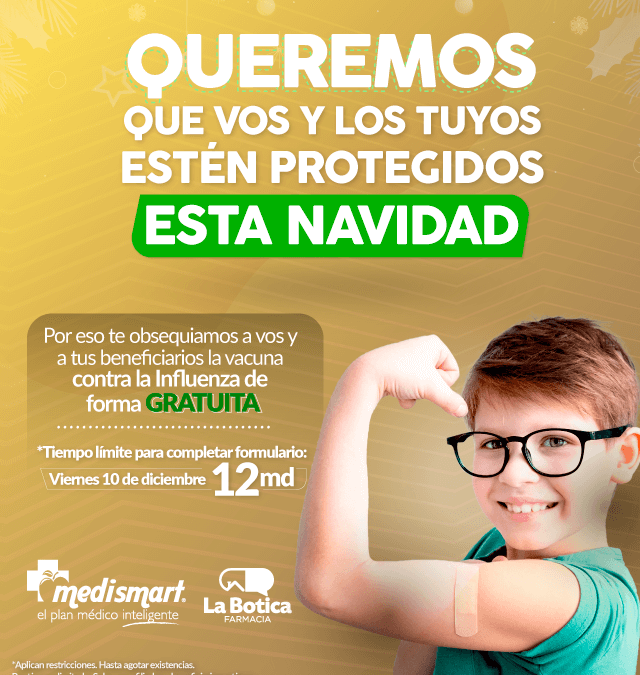 QUEREMOS
QUE VOS Y LOS TUYOS
ESTÉN PROTEGIDOS
ESTA NAVIDAD
Por eso te obsequiamos a vos y
a tus beneficiarios la vacuna
contra la Influenza de
forma GRATUITA
*Tiempo límite para completar formulario:
Viernes 10 de diciembre 12md
medismart.
el plan médico inteligente
La Botica
FARMACIA
*Aplican restricciones. Hasta agotar existencias.